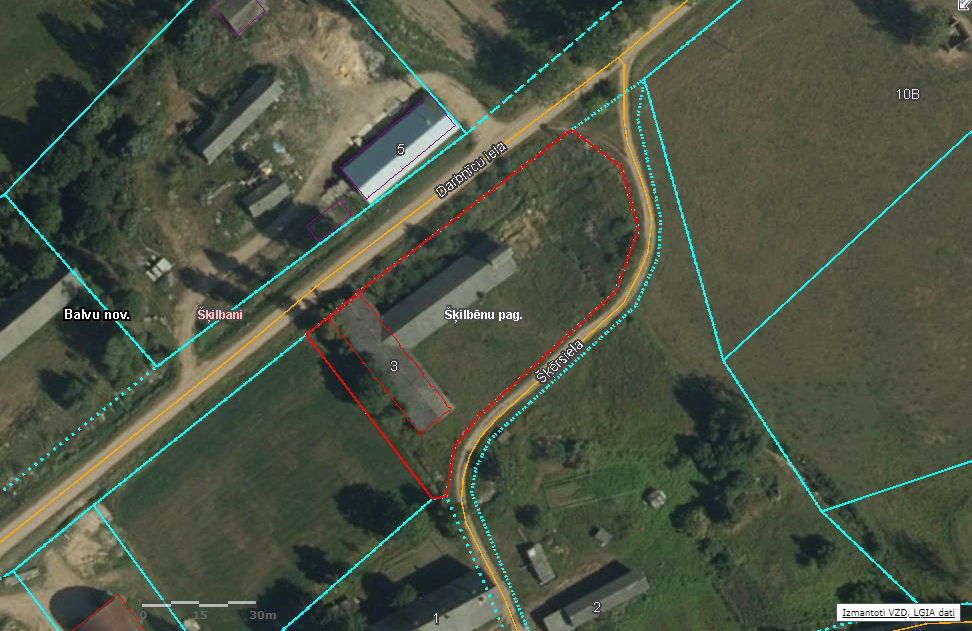 10B
5
Darbnīcu iela
Balvu nov.
Šķilbani
Šķilbēnu pag.
Šķērsiela
3
0 15 30m
1
2
Izmantoti VZD, LĢIA dati